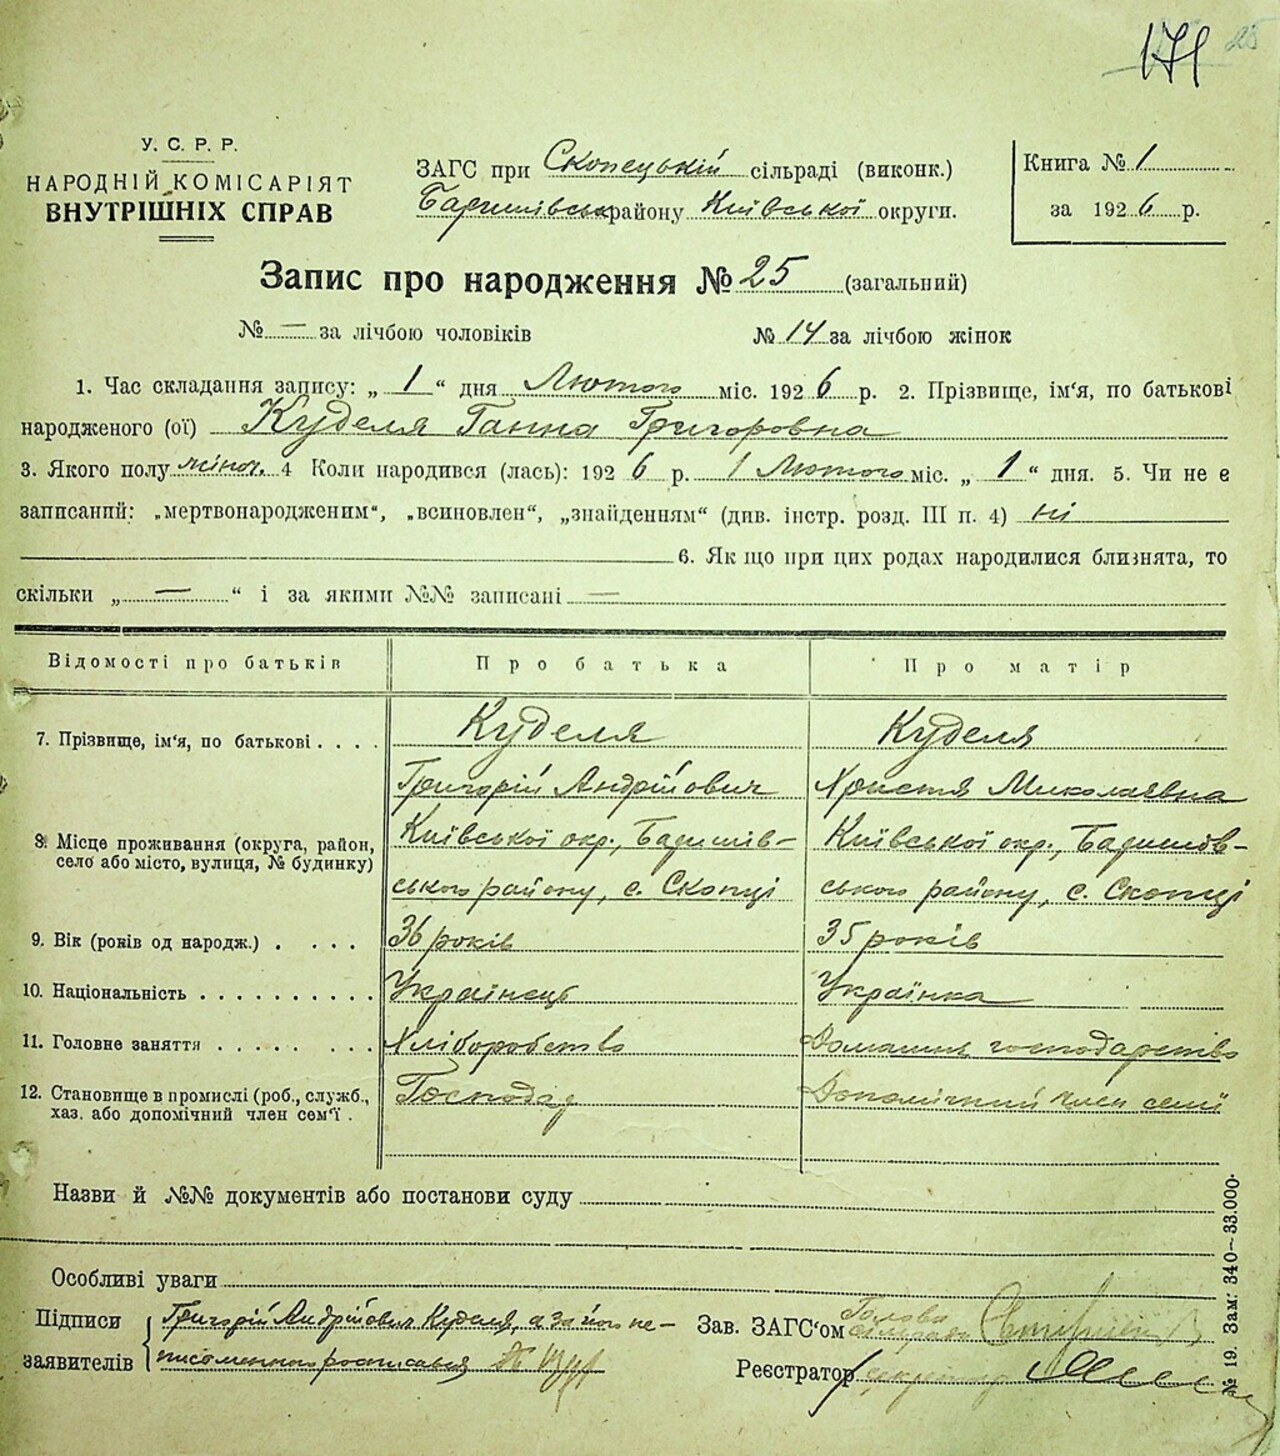 171 25
У. С. Р. Р.
НАРОДНІЙ КОМІСАРІЯТ
ВНУТРІШНІХ СПРАВ
ЗАГС при Скопецькій сільраді (виконк.)
Баришівськ району Київської округи.
Книга № 1
за 1926 р.
Запис про народження № 25 (загальний)
№ — за лічбою чоловіків № 14 за лічбою жінок
1. Час складання запису: „ 1 “ дня Лютого міс. 1926 р. 2. Прізвище, ім‘я, по батькові
народженого (ої) Куделя Ганна Григоровна
3. Якого полу жіноч. 4 Коли народився (лась): 1926 р. 1 Лютого міс. „ 1 “ дня. 5. Чи не є
записаний: „мертвонародженим“, „всиновлен“, „знайденням“ (див. інстр. розд. III п. 4) ні
6. Як що при цих родах народилися близнята, то
скільки „ — “ і за якими №№ записані —
Відомості про батьків Про батька Про матір
7. Прізвище, ім‘я, по батькові . . . . Куделя Куделя
Григорій Андрійович Христя Миколаївна
8. Місце проживання (округа, район, село або місто, вулиця, № будинку) Київської окр., Баришів- Київської окр., Баришів-
ського району, с. Скопці ського району, с. Скопці
9. Вік (років од народж.) . . . . 36 років 35 років
10. Національність . . . . . . . . . . Українець Українка
11. Головне заняття . . . . . . . . Хліборобство Домашнє господарство
12. Становище в промислі (роб., служб., хаз. або допомічний член сем‘ї . Господар Допомічний член семї
Назви й №№ документів або постанови суду
Особливі уваги
Підписи заявителів Григорій Андрійович Куделя, а за його не-
письменного росписався
Зав. ЗАГС‘ом Голова сільради
Реєстратор секретар
№ 19. Зам: 340—33.000.